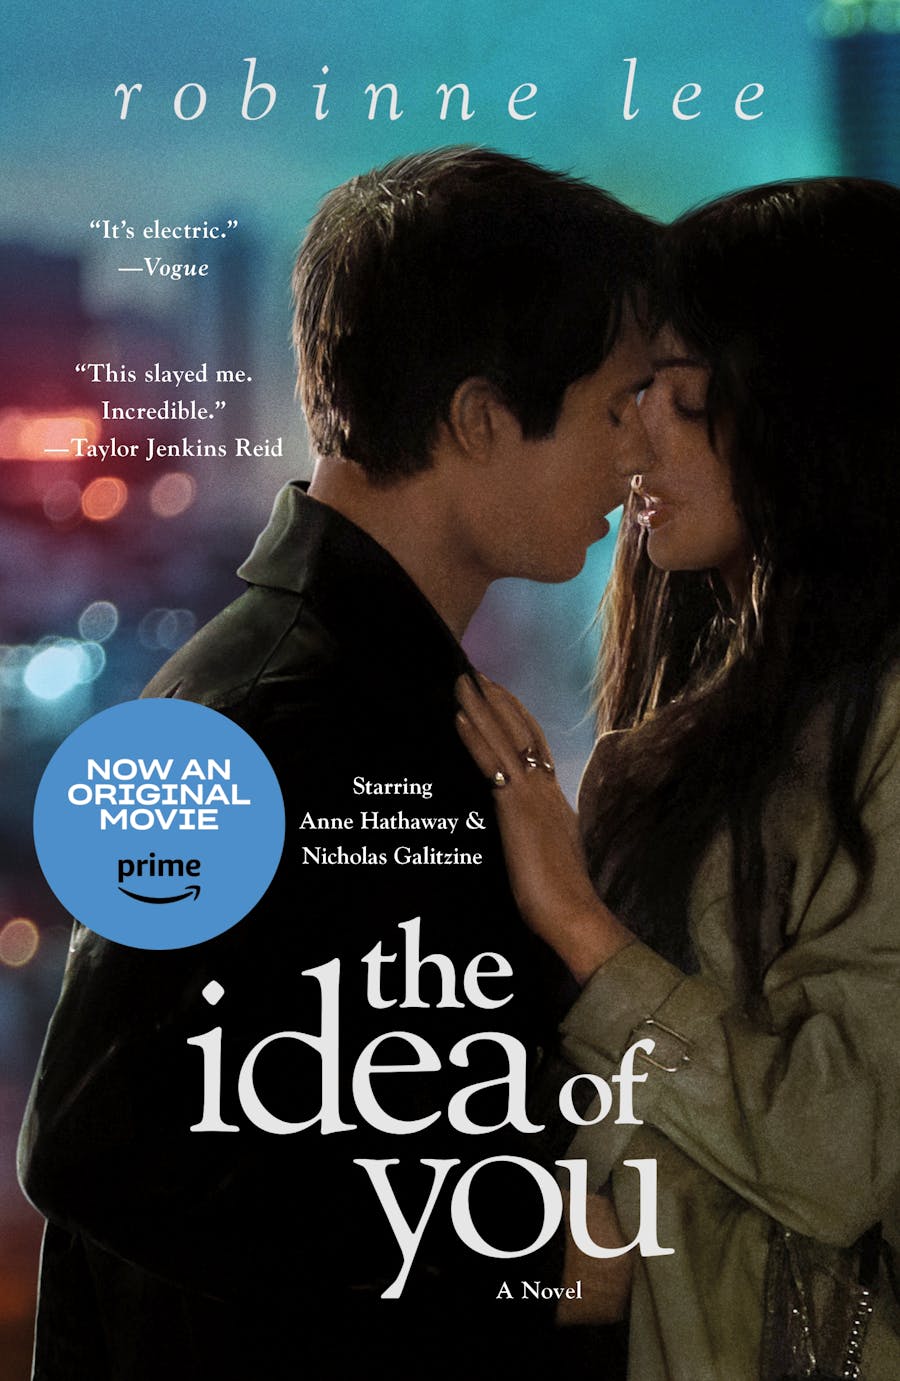 robinne lee
“It’s electric.”
—Vogue
“This slayed me.
Incredible.”
—Taylor Jenkins Reid
NOW AN
ORIGINAL
MOVIE
prime
Starring
Anne Hathaway &
Nicholas Galitzine
the
idea of
you
A Novel